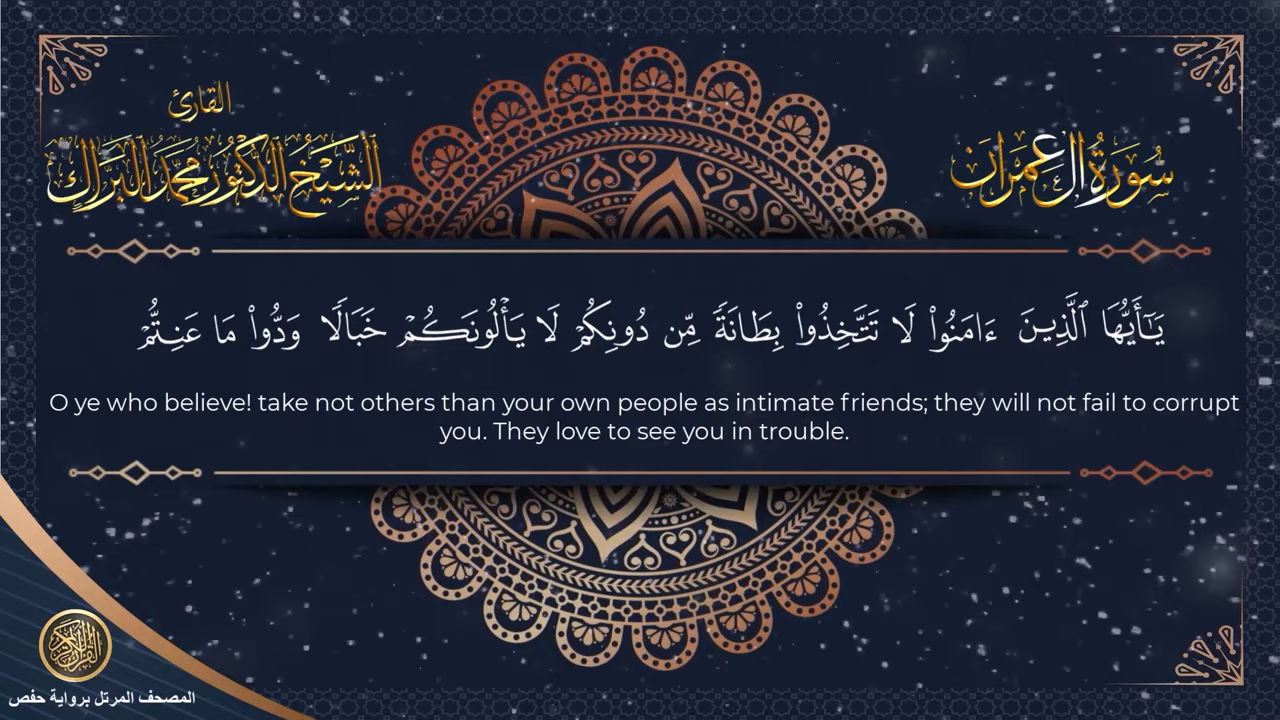 القارئ
الشيخ الدكتور محمد البراك
سورة آل عمران
يَـٰٓأَيُّهَا ٱلَّذِينَ ءَامَنُوا۟ لَا تَتَّخِذُوا۟ بِطَانَةً مِّن دُونِكُمْ لَا يَأْلُونَكُمْ خَبَالًا وَدُّوا۟ مَا عَنِتُّمْ
O ye who believe! take not others than your own people as intimate friends; they will not fail to corrupt
you. They love to see you in trouble.
القرآن الكريم
المصحف المرتل برواية حفص